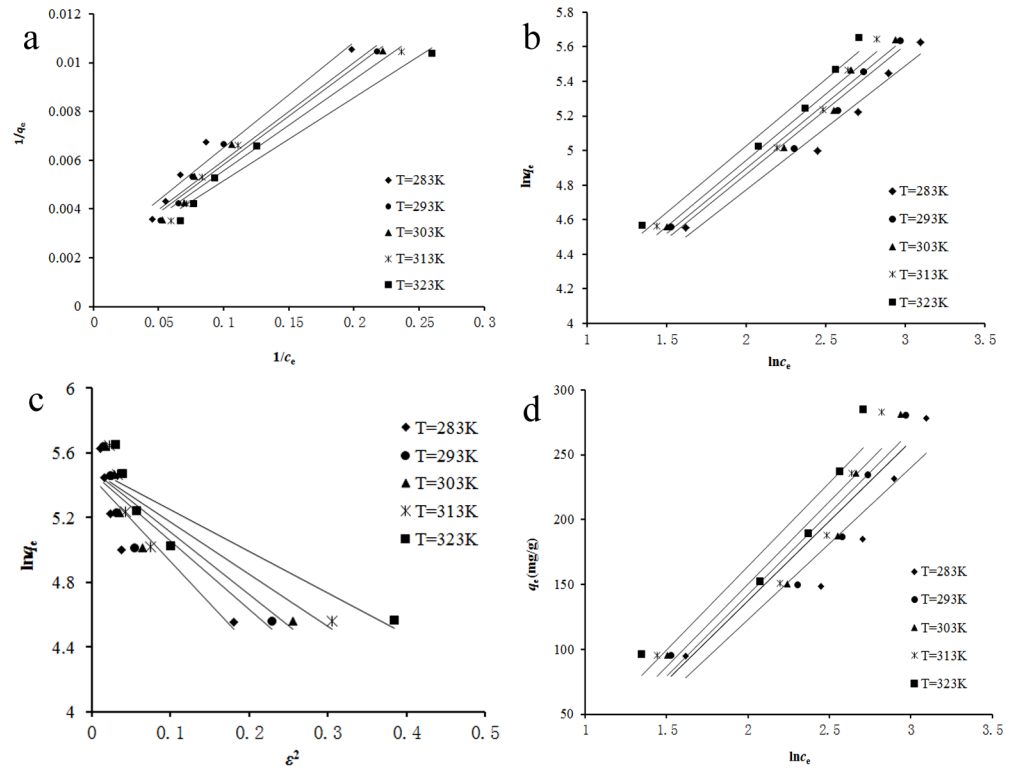 a
0.012
0.01
0.008
0.006
0.004
0.002
0
1/qe
T=283K
T=293K
T=303K
T=313K
T=323K
0 0.05 0.1 0.15 0.2 0.25 0.3
1/ce
b
5.8
5.6
5.4
5.2
5
4.8
4.6
4.4
4.2
4
lnqe
T=283K
T=293K
T=303K
T=313K
T=323K
1 1.5 2 2.5 3 3.5
lnce
c
6
5.6
5.2
4.8
4.4
4
lnqe
T=283K
T=293K
T=303K
T=313K
T=323K
0 0.1 0.2 0.3 0.4 0.5
ε²
d
300
250
200
150
100
50
qe(mg/g)
T=283K
T=293K
T=303K
T=313K
T=323K
1 1.5 2 2.5 3 3.5
lnce